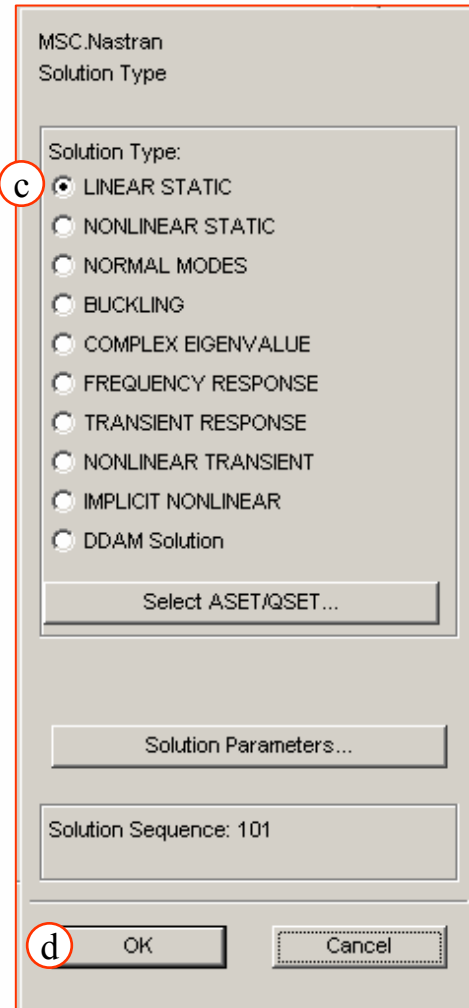 MSC.Nastran
Solution Type
Solution Type:
c LINEAR STATIC
NONLINEAR STATIC
NORMAL MODES
BUCKLING
COMPLEX EIGENVALUE
FREQUENCY RESPONSE
TRANSIENT RESPONSE
NONLINEAR TRANSIENT
IMPLICIT NONLINEAR
DDAM Solution
Select ASET/QSET...
Solution Parameters...
Solution Sequence: 101
d OK Cancel